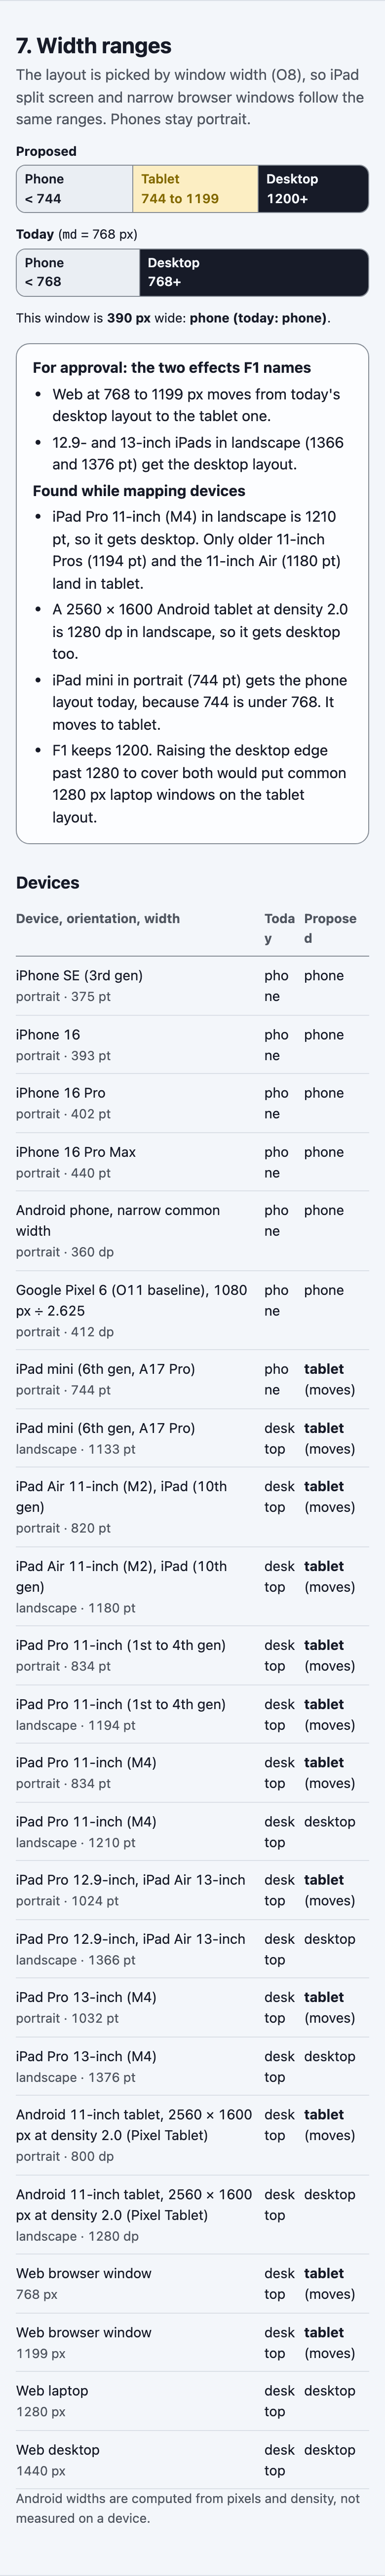 7. Width ranges
The layout is picked by window width (O8), so iPad
split screen and narrow browser windows follow the
same ranges. Phones stay portrait.
Proposed
Phone
< 744
Tablet
744 to 1199
Desktop
1200+
Today (md = 768 px)
Phone
< 768
Desktop
768+
This window is 390 px wide: phone (today: phone).
For approval: the two effects F1 names
• Web at 768 to 1199 px moves from today's
desktop layout to the tablet one.
• 12.9- and 13-inch iPads in landscape (1366
and 1376 pt) get the desktop layout.
Found while mapping devices
• iPad Pro 11-inch (M4) in landscape is 1210
pt, so it gets desktop. Only older 11-inch
Pros (1194 pt) and the 11-inch Air (1180 pt)
land in tablet.
• A 2560 × 1600 Android tablet at density 2.0
is 1280 dp in landscape, so it gets desktop
too.
• iPad mini in portrait (744 pt) gets the phone
layout today, because 744 is under 768. It
moves to tablet.
• F1 keeps 1200. Raising the desktop edge
past 1280 to cover both would put common
1280 px laptop windows on the tablet
layout.
Devices
Device, orientation, width Toda Propose
y d
iPhone SE (3rd gen) pho phone
portrait · 375 pt ne
iPhone 16 pho phone
portrait · 393 pt ne
iPhone 16 Pro pho phone
portrait · 402 pt ne
iPhone 16 Pro Max pho phone
portrait · 440 pt ne
Android phone, narrow common pho phone
width ne
portrait · 360 dp
Google Pixel 6 (O11 baseline), 1080 pho phone
px ÷ 2.625 ne
portrait · 412 dp
iPad mini (6th gen, A17 Pro) pho tablet
portrait · 744 pt ne (moves)
iPad mini (6th gen, A17 Pro) desk tablet
landscape · 1133 pt top (moves)
iPad Air 11-inch (M2), iPad (10th desk tablet
gen) top (moves)
portrait · 820 pt
iPad Air 11-inch (M2), iPad (10th desk tablet
gen) top (moves)
landscape · 1180 pt
iPad Pro 11-inch (1st to 4th gen) desk tablet
portrait · 834 pt top (moves)
iPad Pro 11-inch (1st to 4th gen) desk tablet
landscape · 1194 pt top (moves)
iPad Pro 11-inch (M4) desk tablet
portrait · 834 pt top (moves)
iPad Pro 11-inch (M4) desk desktop
landscape · 1210 pt top
iPad Pro 12.9-inch, iPad Air 13-inch desk tablet
portrait · 1024 pt top (moves)
iPad Pro 12.9-inch, iPad Air 13-inch desk desktop
landscape · 1366 pt top
iPad Pro 13-inch (M4) desk tablet
portrait · 1032 pt top (moves)
iPad Pro 13-inch (M4) desk desktop
landscape · 1376 pt top
Android 11-inch tablet, 2560 × 1600 desk tablet
px at density 2.0 (Pixel Tablet) top (moves)
portrait · 800 dp
Android 11-inch tablet, 2560 × 1600 desk desktop
px at density 2.0 (Pixel Tablet) top
landscape · 1280 dp
Web browser window desk tablet
768 px top (moves)
Web browser window desk tablet
1199 px top (moves)
Web laptop desk desktop
1280 px top
Web desktop desk desktop
1440 px top
Android widths are computed from pixels and density, not
measured on a device.